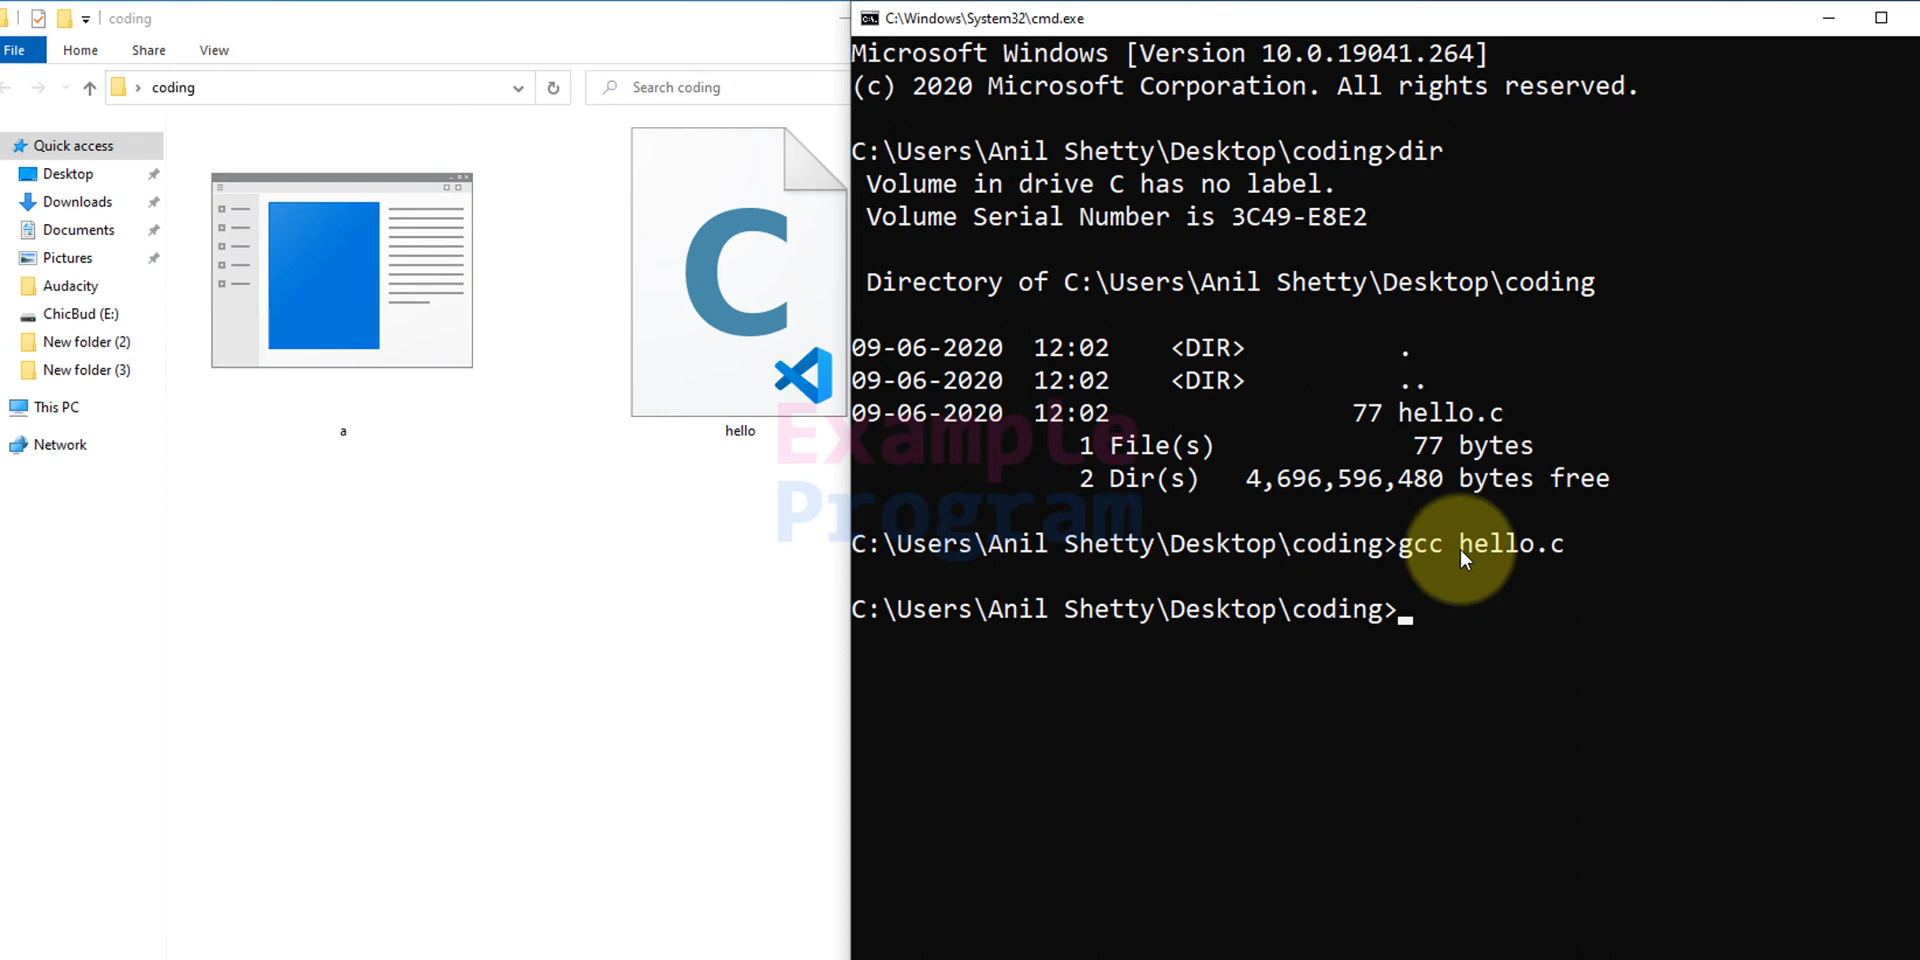 coding
File Home Share View
coding
Search coding
Quick access
Desktop
Downloads
Documents
Pictures
Audacity
ChicBud (E:)
New folder (2)
New folder (3)
This PC
Network
a
C
hello
C:\Windows\System32\cmd.exe
Microsoft Windows [Version 10.0.19041.264]
(c) 2020 Microsoft Corporation. All rights reserved.
C:\Users\Anil Shetty\Desktop\coding>dir
Volume in drive C has no label.
Volume Serial Number is 3C49-E8E2
Directory of C:\Users\Anil Shetty\Desktop\coding
09-06-2020 12:02 <DIR> .
09-06-2020 12:02 <DIR> ..
09-06-2020 12:02 77 hello.c
1 File(s) 77 bytes
2 Dir(s) 4,696,596,480 bytes free
Example
Program
C:\Users\Anil Shetty\Desktop\coding>gcc hello.c
C:\Users\Anil Shetty\Desktop\coding>